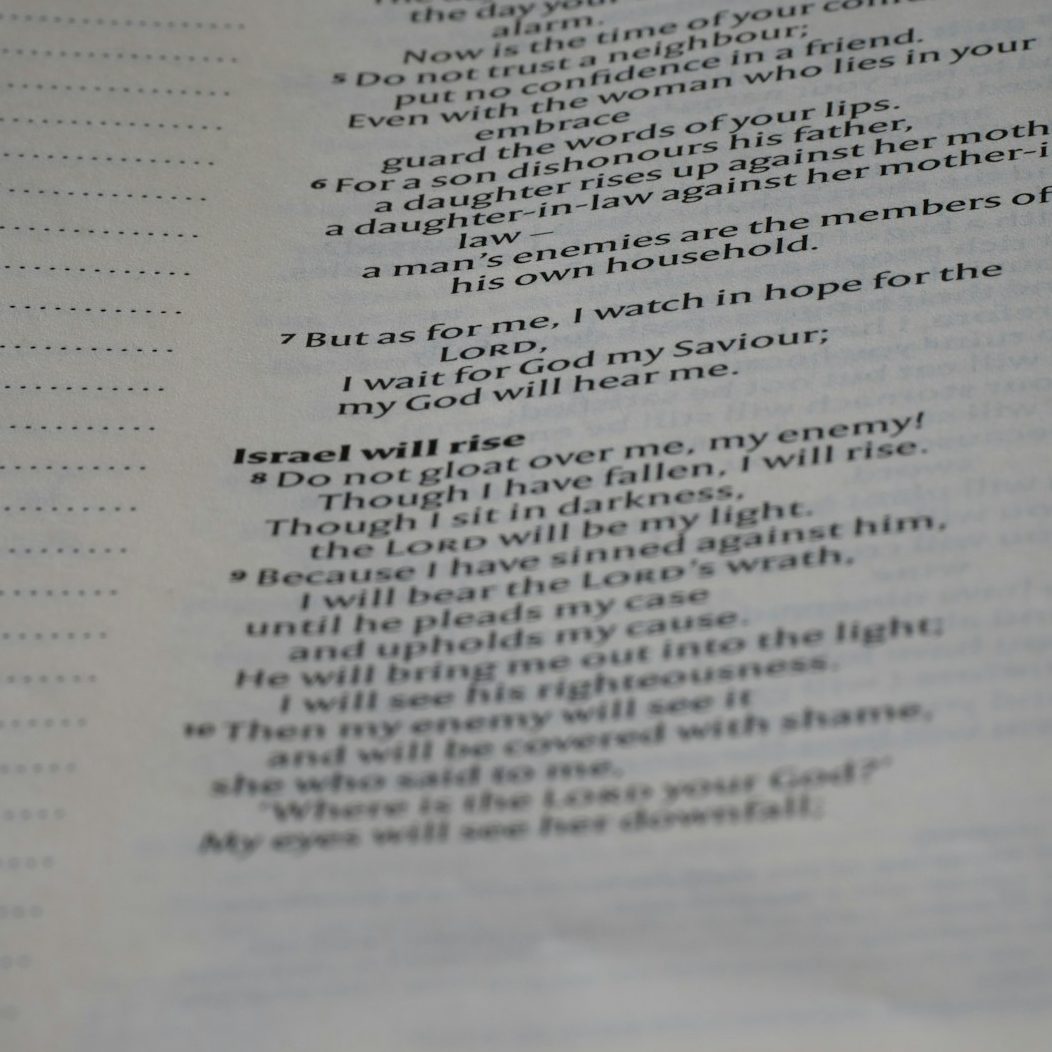 the day you
alarm.
Now is the time of your
5 Do not trust a neighbour;
put no confidence in a friend.
Even with the woman who lies in your
embrace
guard the words of your lips.
6 For a son dishonours his father,
a daughter rises up against her moth
a daughter-in-law against her mother-i
law –
a man’s enemies are the members of
his own household.
7 But as for me, I watch in hope for the
LORD,
I wait for God my Saviour;
my God will hear me.
Israel will rise
8 Do not gloat over me, my enemy!
Though I have fallen, I will rise.
Though I sit in darkness,
the LORD will be my light.
9 Because I have sinned against him,
I will bear the LORD’s wrath,
until he pleads my case
and upholds my cause.
He will bring me out into the light;
I will see his righteousness.
10 Then my enemy will see it
and will be covered with shame,
she who said to me,
‘Where is the LORD your God?’
My eyes will see her downfall;